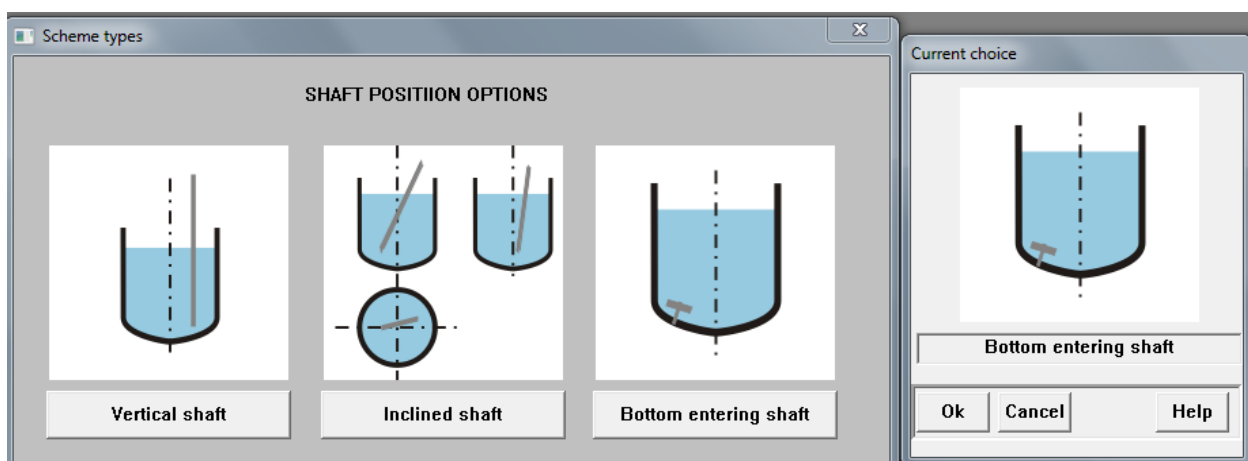 Scheme types
SHAFT POSITIION OPTIONS
Vertical shaft
Inclined shaft
Bottom entering shaft
Current choice
Bottom entering shaft
Ok Cancel Help